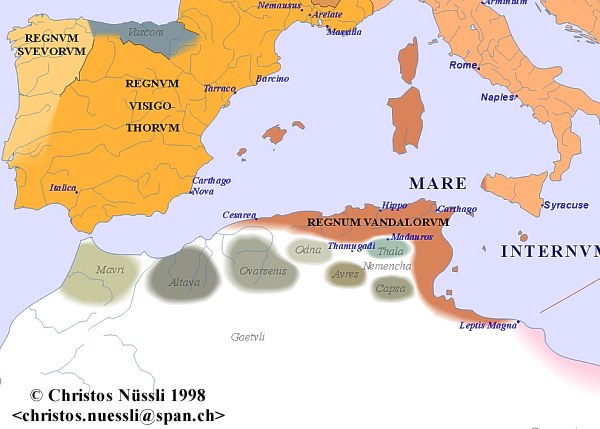 Nemausus
Arelate
Massilia
Arminium
REGNVM
SVEVORVM
Vasconi
Rome
REGNVM
VISIGO-
THORVM
Barcino
Tarraco
Naples
Carthago
Nova
Italica
MARE
Hippo
Carthago
Syracuse
Cesarea
REGNUM VANDALORVM
Madauros
INTERNVM
Mavri
Altava
Ovarsenis
Odna
Thamugadi
Thala
Nemencha
Avres
Capsa
Leptis Magna
Gaetvli
© Christos Nüssli 1998
<christos.nuessli@span.ch>